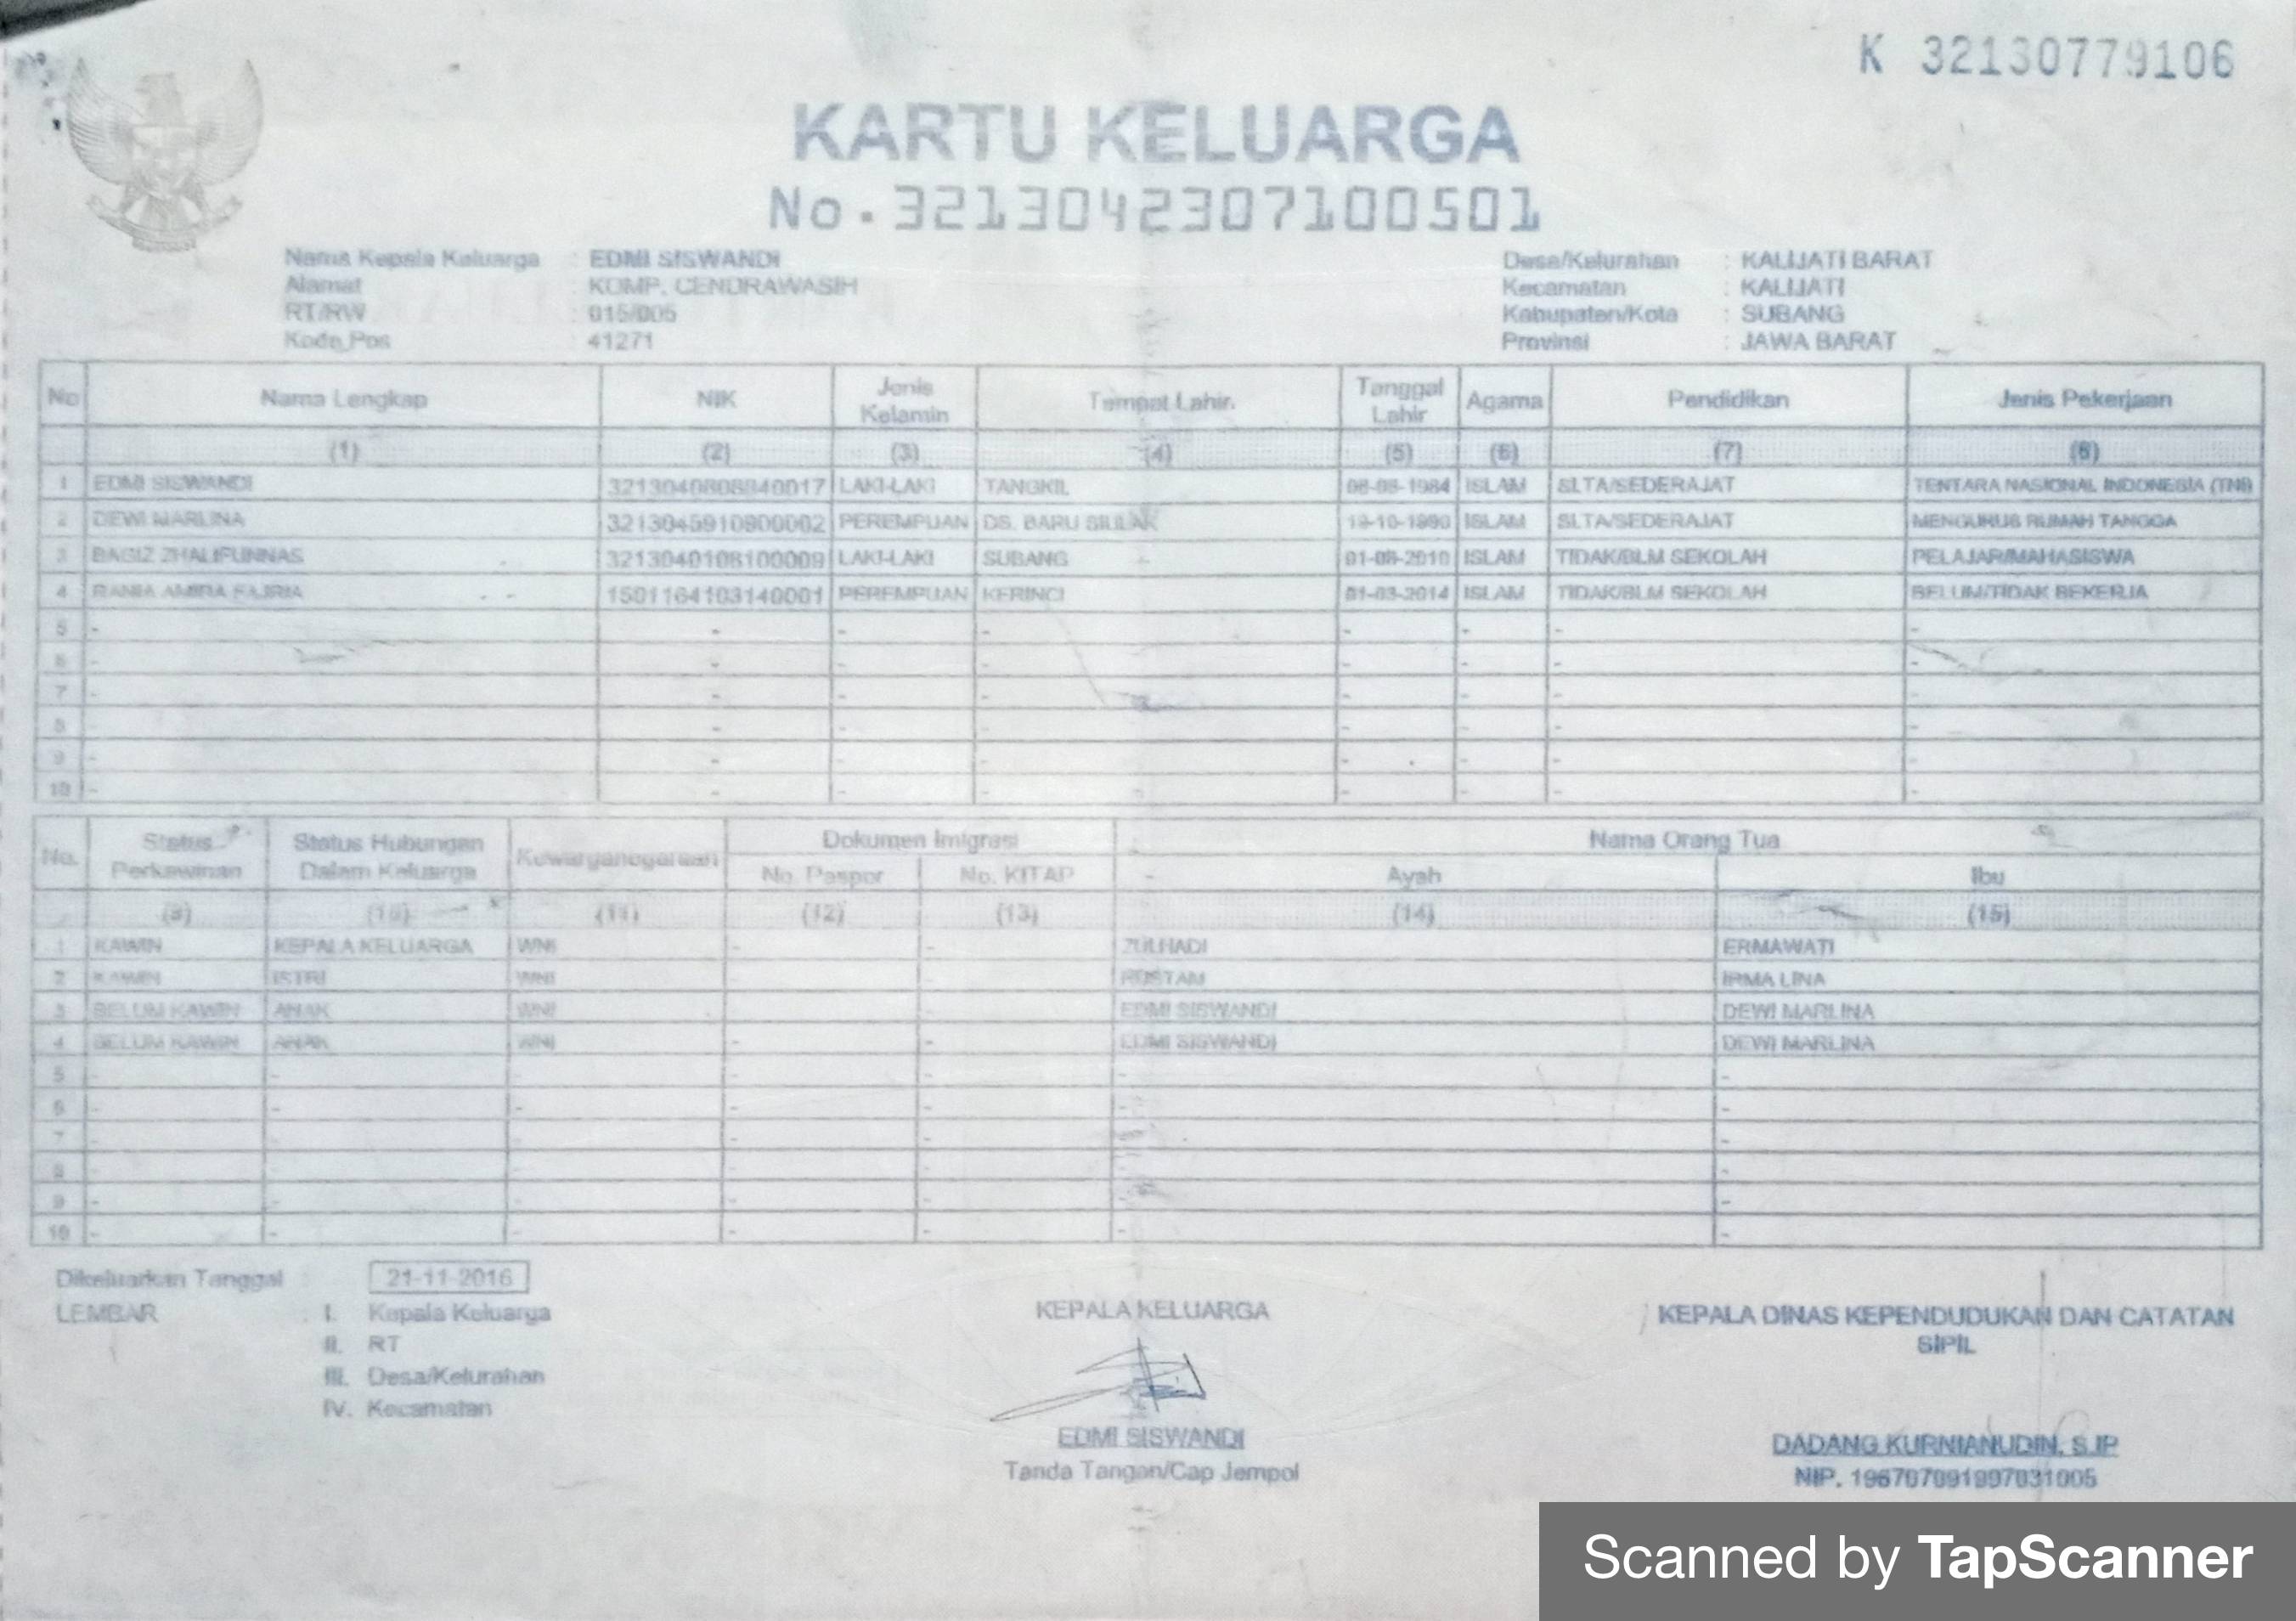 K 32130779106
KARTU KELUARGA
No. 3213042307100501
Nama Kepala Keluarga : EDMI SISWANDI
Alamat : KOMP. CENDRAWASIH
RT/RW : 015/005
Kode Pos : 41271
Desa/Kelurahan : KALIJATI BARAT
Kecamatan : KALIJATI
Kabupaten/Kota : SUBANG
Provinsi : JAWA BARAT
No Nama Lengkap NIK Jenis Kelamin Tempat Lahir Tanggal Lahir Agama Pendidikan Jenis Pekerjaan
(1) (2) (3) (4) (5) (6) (7) (8)
1 EDMI SISWANDI LAKI-LAKI TANGKIL ISLAM SLTA/SEDERAJAT TENTARA NASIONAL INDONESIA (TNI)
2 DEWI MARLINA PEREMPUAN DS. BARU ISLAM SLTA/SEDERAJAT MENGURUS RUMAH TANGGA
3 BAGIZ ZHALIFUNNAS 3213040108100009 LAKI-LAKI SUBANG 01-08-2010 ISLAM TIDAK/BLM SEKOLAH PELAJAR/MAHASISWA
4 RANIA AMIRA FAJRIA 1501164103140001 PEREMPUAN KERINCI 01-03-2014 ISLAM TIDAK/BLM SEKOLAH BELUM/TIDAK BEKERJA
5 - - - - - - - -
6 - - - - - - - -
7 - - - - - - - -
8 - - - - - - - -
9 - - - - - - - -
10 - - - - - - - -
No. Status Perkawinan Status Hubungan Dalam Keluarga Kewarganegaraan Dokumen Imigrasi Nama Orang Tua
No. Paspor No. KITAP Ayah Ibu
(9) (10) (11) (12) (13) (14) (15)
1 KAWIN KEPALA KELUARGA WNI - - ZULHADI ERMAWATI
2 KAWIN ISTRI WNI - - ROSTAM IRMA LINA
3 BELUM KAWIN ANAK WNI - - EDMI SISWANDI DEWI MARLINA
4 BELUM KAWIN ANAK WNI - - EDMI SISWANDI DEWI MARLINA
5 - - - - - - -
6 - - - - - - -
7 - - - - - - -
8 - - - - - - -
9 - - - - - - -
10 - - - - - - -
Dikeluarkan Tanggal : 21-11-2016
LEMBAR : I. Kepala Keluarga
II. RT
III. Desa/Kelurahan
IV. Kecamatan
KEPALA KELUARGA
EDMI SISWANDI
Tanda Tangan/Cap Jempol
KEPALA DINAS KEPENDUDUKAN DAN CATATAN
SIPIL
DADANG KURNIANUDIN, S.IP
NIP. 196707091997031005
Scanned by TapScanner